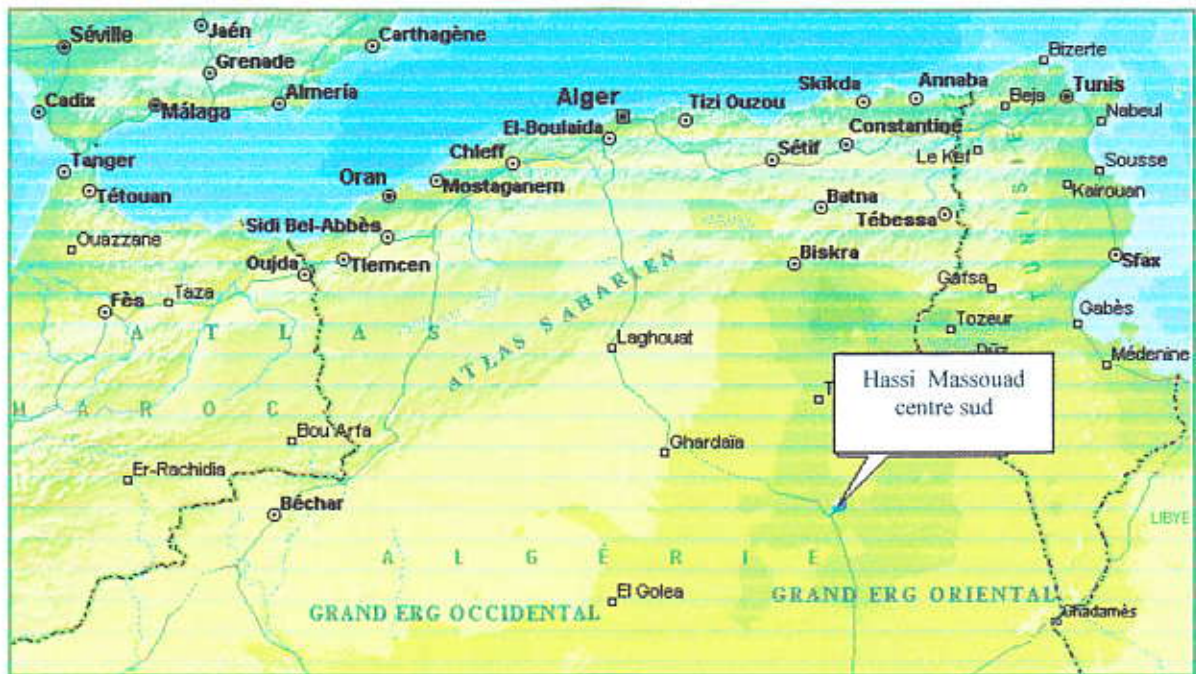 Séville
Jaén
Carthagène
Grenade
Cadix
Málaga
Almería
Bizerte
Skikda
Annaba
Tunis
Beja
Nabeul
Alger
Tizi Ouzou
El-Boulaida
Constantine
Le Kef
Sétif
Sousse
Tanger
Chleff
Kairouan
Tétouan
Oran
Mostaganem
Batna
Tébessa
TUNISIE
Ouazzane
Sidi Bel-Abbès
Oujda
Tlemcen
Biskra
Sfax
Gafsa
Fès
Taza
Gabès
ATLAS
ATLAS SAHARIEN
Laghouat
Tozeur
Médenine
Hassi Massouad
centre sud
T
MAROC
Bou Arfa
Ghardaïa
Er-Rachidia
Béchar
LIBYE
ALGÉRIE
El Golea
GRAND ERG OCCIDENTAL
GRAND ERG ORIENTAL
Ghadamès